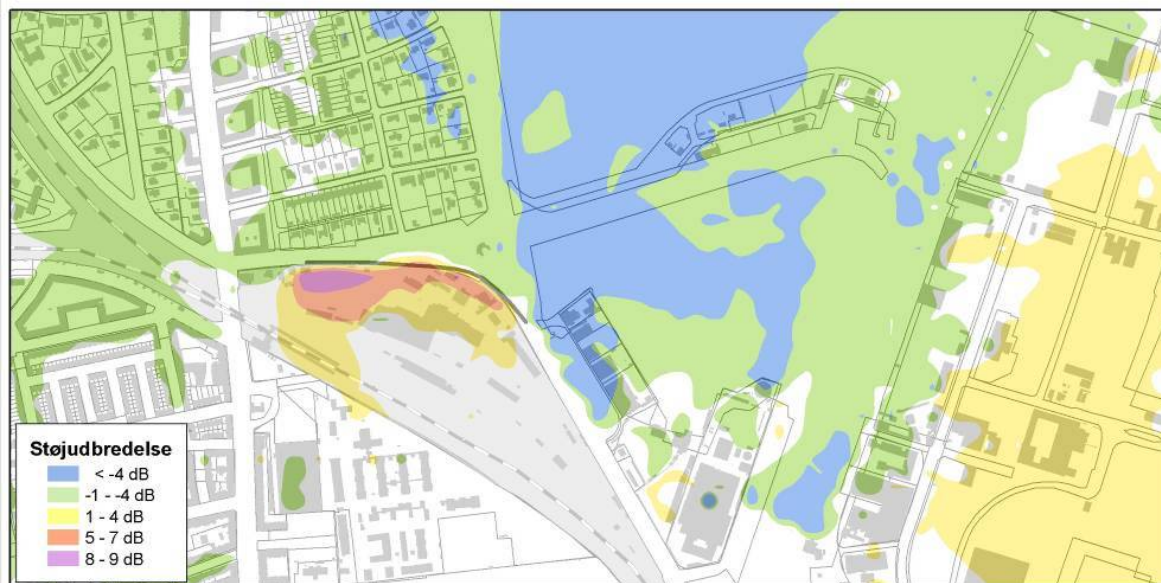 Støjudbredelse
< -4 dB
-1 - -4 dB
1 - 4 dB
5 - 7 dB
8 - 9 dB